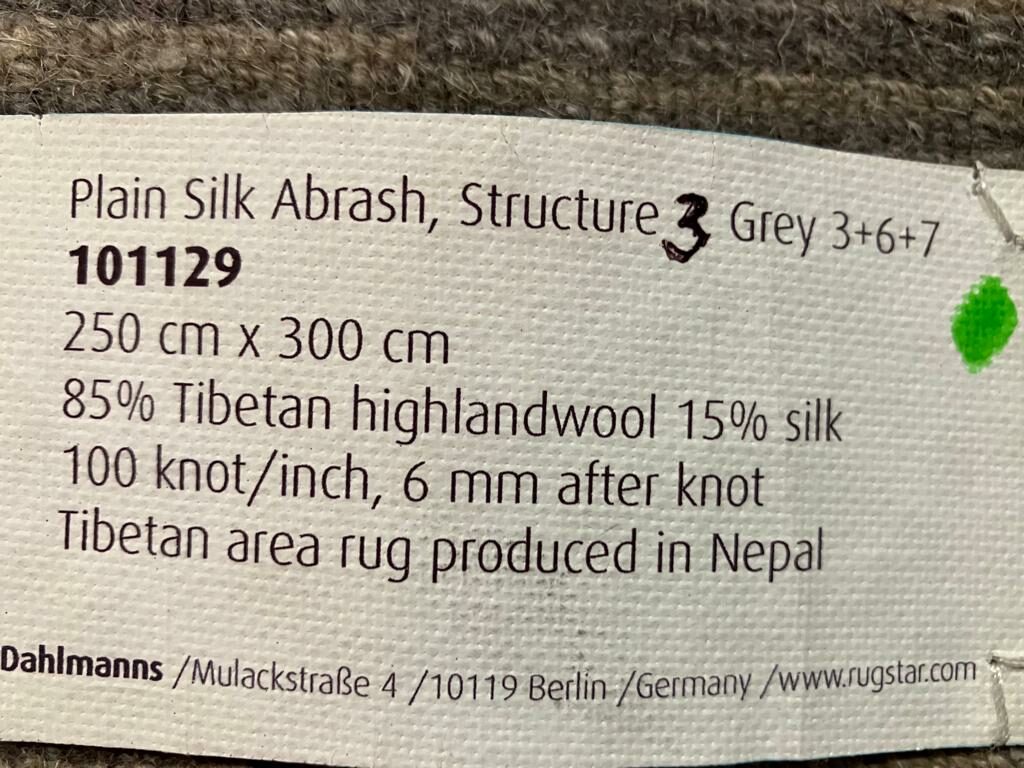 Plain Silk Abrash, Structure 3 Grey 3+6+7
101129
250 cm x 300 cm
85% Tibetan highlandwool 15% silk
100 knot/inch, 6 mm after knot
Tibetan area rug produced in Nepal
Dahlmanns /Mulackstraße 4 /10119 Berlin /Germany /www.rugstar.com